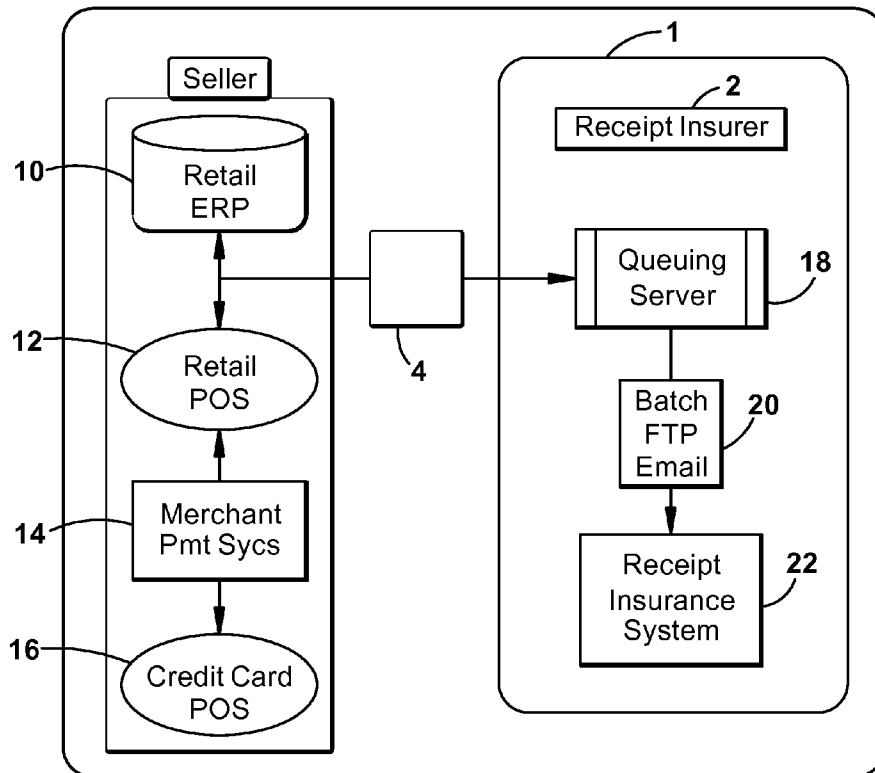 Seller
10
Retail
ERP
12
Retail
POS
14
Merchant
Pmt Sycs
16
Credit Card
POS
4
1
2
Receipt Insurer
Queuing
Server
18
Batch
FTP
Email
20
Receipt
Insurance
System
22